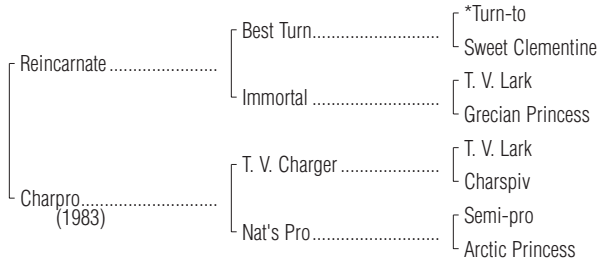 *Turn-to
Best Turn
Sweet Clementine
Reincarnate
T. V. Lark
Immortal
Grecian Princess
T. V. Lark
T. V. Charger
Charspiv
Charpro
(1983)
Semi-pro
Nat's Pro
Arctic Princess